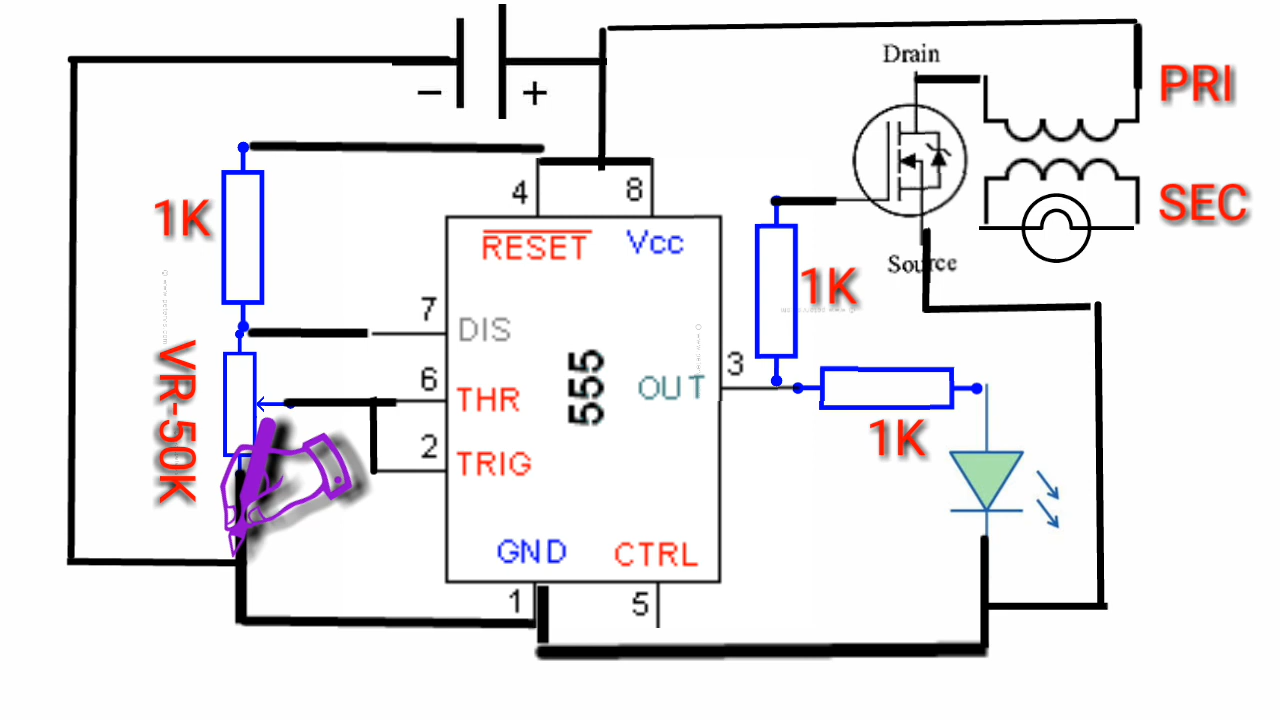 Drain
PRI
− +
4
8
1K
RESET
Vcc
SEC
Source
1K
7
DIS
555
3
OUT
VR-50K
6
THR
1K
2
TRIG
GND
CTRL
1
5